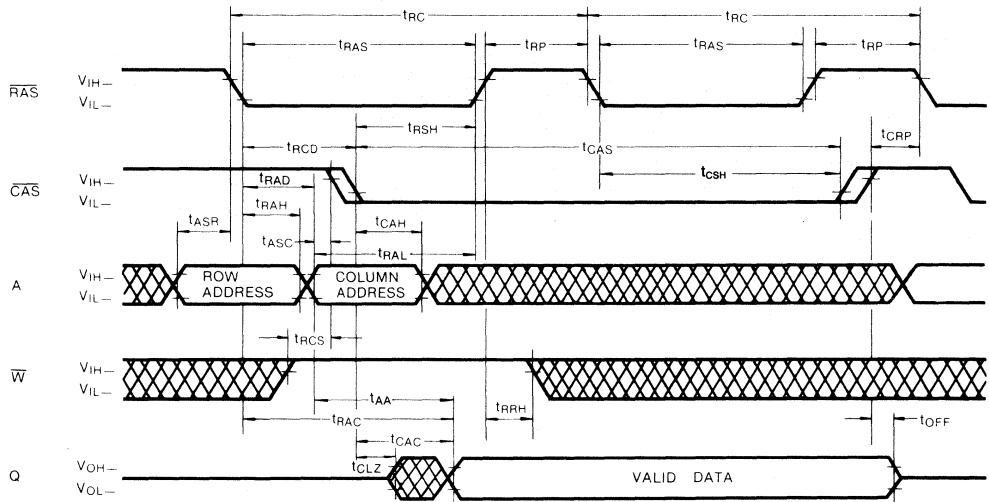 tRC tRC
tRAS tRP tRAS tRP
RAS VIH VIL
tRSH tCRP
tRCD tCAS
CAS VIH VIL tRAD tCSH
tRAH
tASR tCAH
tASC tRAL
A VIH VIL ROW ADDRESS COLUMN ADDRESS
tRCS
W VIH VIL
tAA
tRAC tRRH tOFF
tCAC
tCLZ
Q VOH VOL VALID DATA